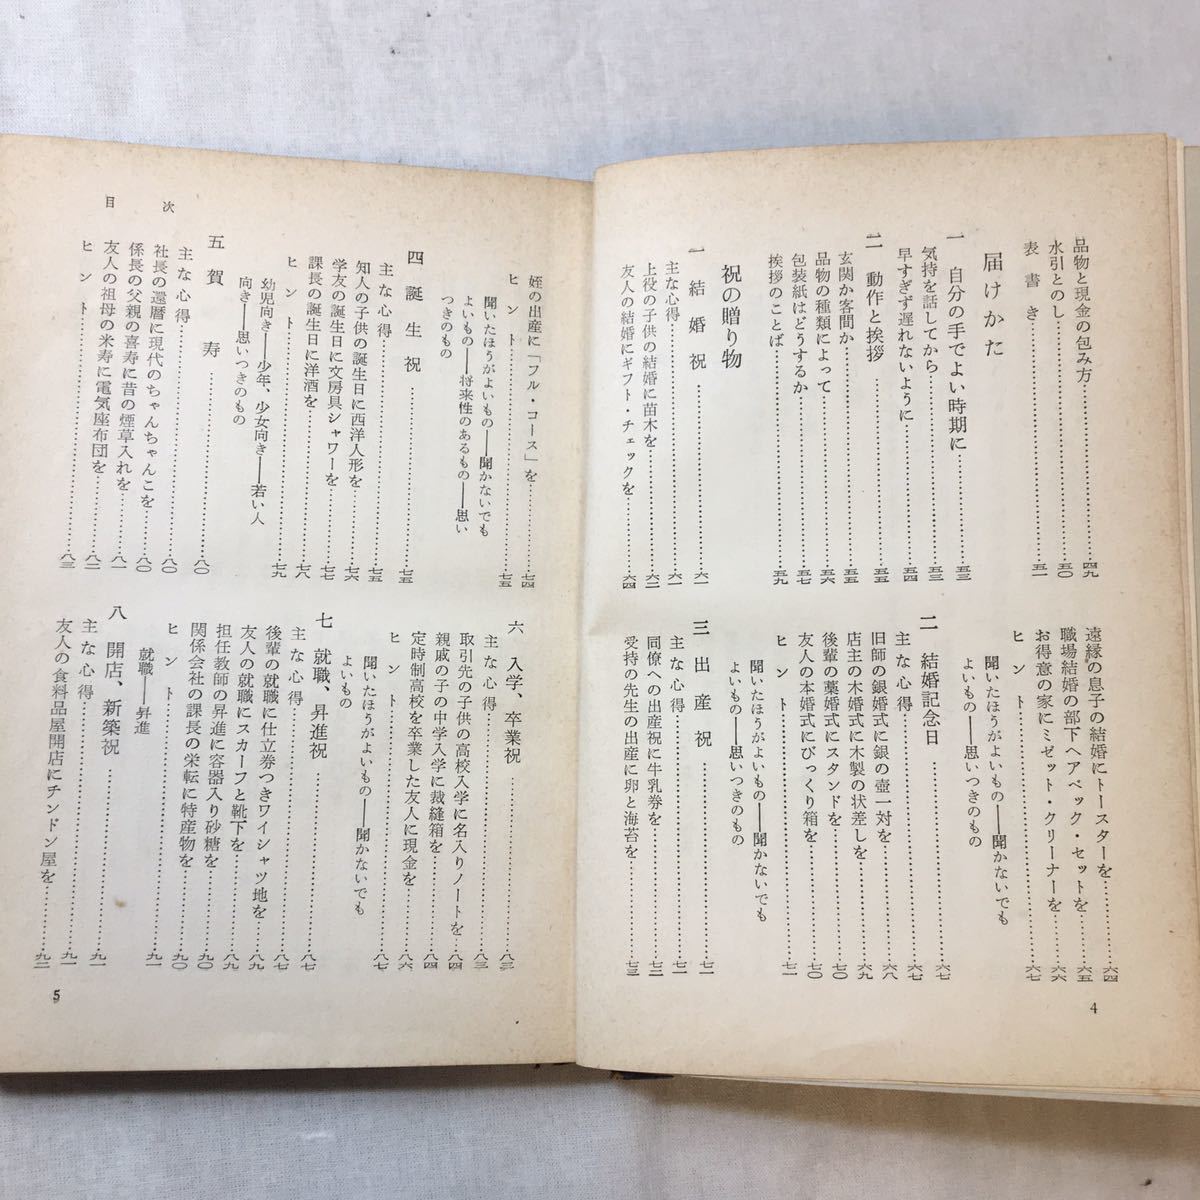 品物と現金の包み方……四九
水引とのし……五〇
表書き……五一
届けかた
一 自分の手でよい時期に……五三
気持を話してから……五三
早すぎず遅れないように……五四
二 動作と挨拶……五五
玄関か客間か……五五
品物の種類によって……五六
包装紙はどうするか……五七
挨拶のことば……五九
祝の贈り物
一 結婚祝……六一
主な心得……六一
上役の子供の結婚に苗木を……六二
友人の結婚にギフト・チェックを……六四
遠縁の息子の結婚にトースターを……六四
職場結婚の部下へアベック・セットを……六五
お得意の家にミゼット・クリーナーを……六六
ヒント……六七
聞いたほうがよいもの――聞かないでも
よいもの――思いつきのもの
二 結婚記念日……六七
主な心得……六七
旧師の銀婚式に銀の壺一対を……六八
店主の木婚式に木製の状差しを……六九
後輩の藁婚式にスタンドを……七〇
友人の本婚式にびっくり箱を……七〇
ヒント……七一
聞いたほうがよいもの――聞かないでも
よいもの――思いつきのもの
三 出産祝……七一
主な心得……七一
同僚への出産祝に牛乳券を……七二
受持の先生の出産に卵と海苔を……七三
4
姪の出産に「フル・コース」を……七四
ヒント……七五
聞いたほうがよいもの――聞かないでも
よいもの――将来性のあるもの――思い
つきのもの
四 誕生祝……七五
主な心得……七五
知人の子供の誕生日に西洋人形を……七六
学友の誕生日に文房具シャワーを……七七
課長の誕生日に洋酒を……七八
ヒント……七九
幼児向き――少年、少女向き――若い人
向き――思いつきのもの
五 賀寿……八〇
主な心得……八〇
社長の還暦に現代のちゃんちゃんこを……八〇
係長の父親の喜寿に昔の煙草入れを……八一
友人の祖母の米寿に電気座布団を……八二
ヒント……八三
目次
六 入学、卒業祝……八三
主な心得……八三
取引先の子供の高校入学に名入りノートを……八四
親戚の子の中学入学に裁縫箱を……八四
定時制高校を卒業した友人に現金を……八六
ヒント……八七
聞いたほうがよいもの――聞かないでも
よいもの
七 就職、昇進祝……八七
主な心得……八七
後輩の就職に仕立券つきワイシャツ地を……八九
友人の就職にスカーフと靴下を……八九
担任教師の昇進に容器入り砂糖を……九〇
関係会社の課長の栄転に特産物を……九〇
ヒント……九一
就職――昇進
八 開店、新築祝……九一
主な心得……九一
友人の食料品屋開店にチンドン屋を……九二
5